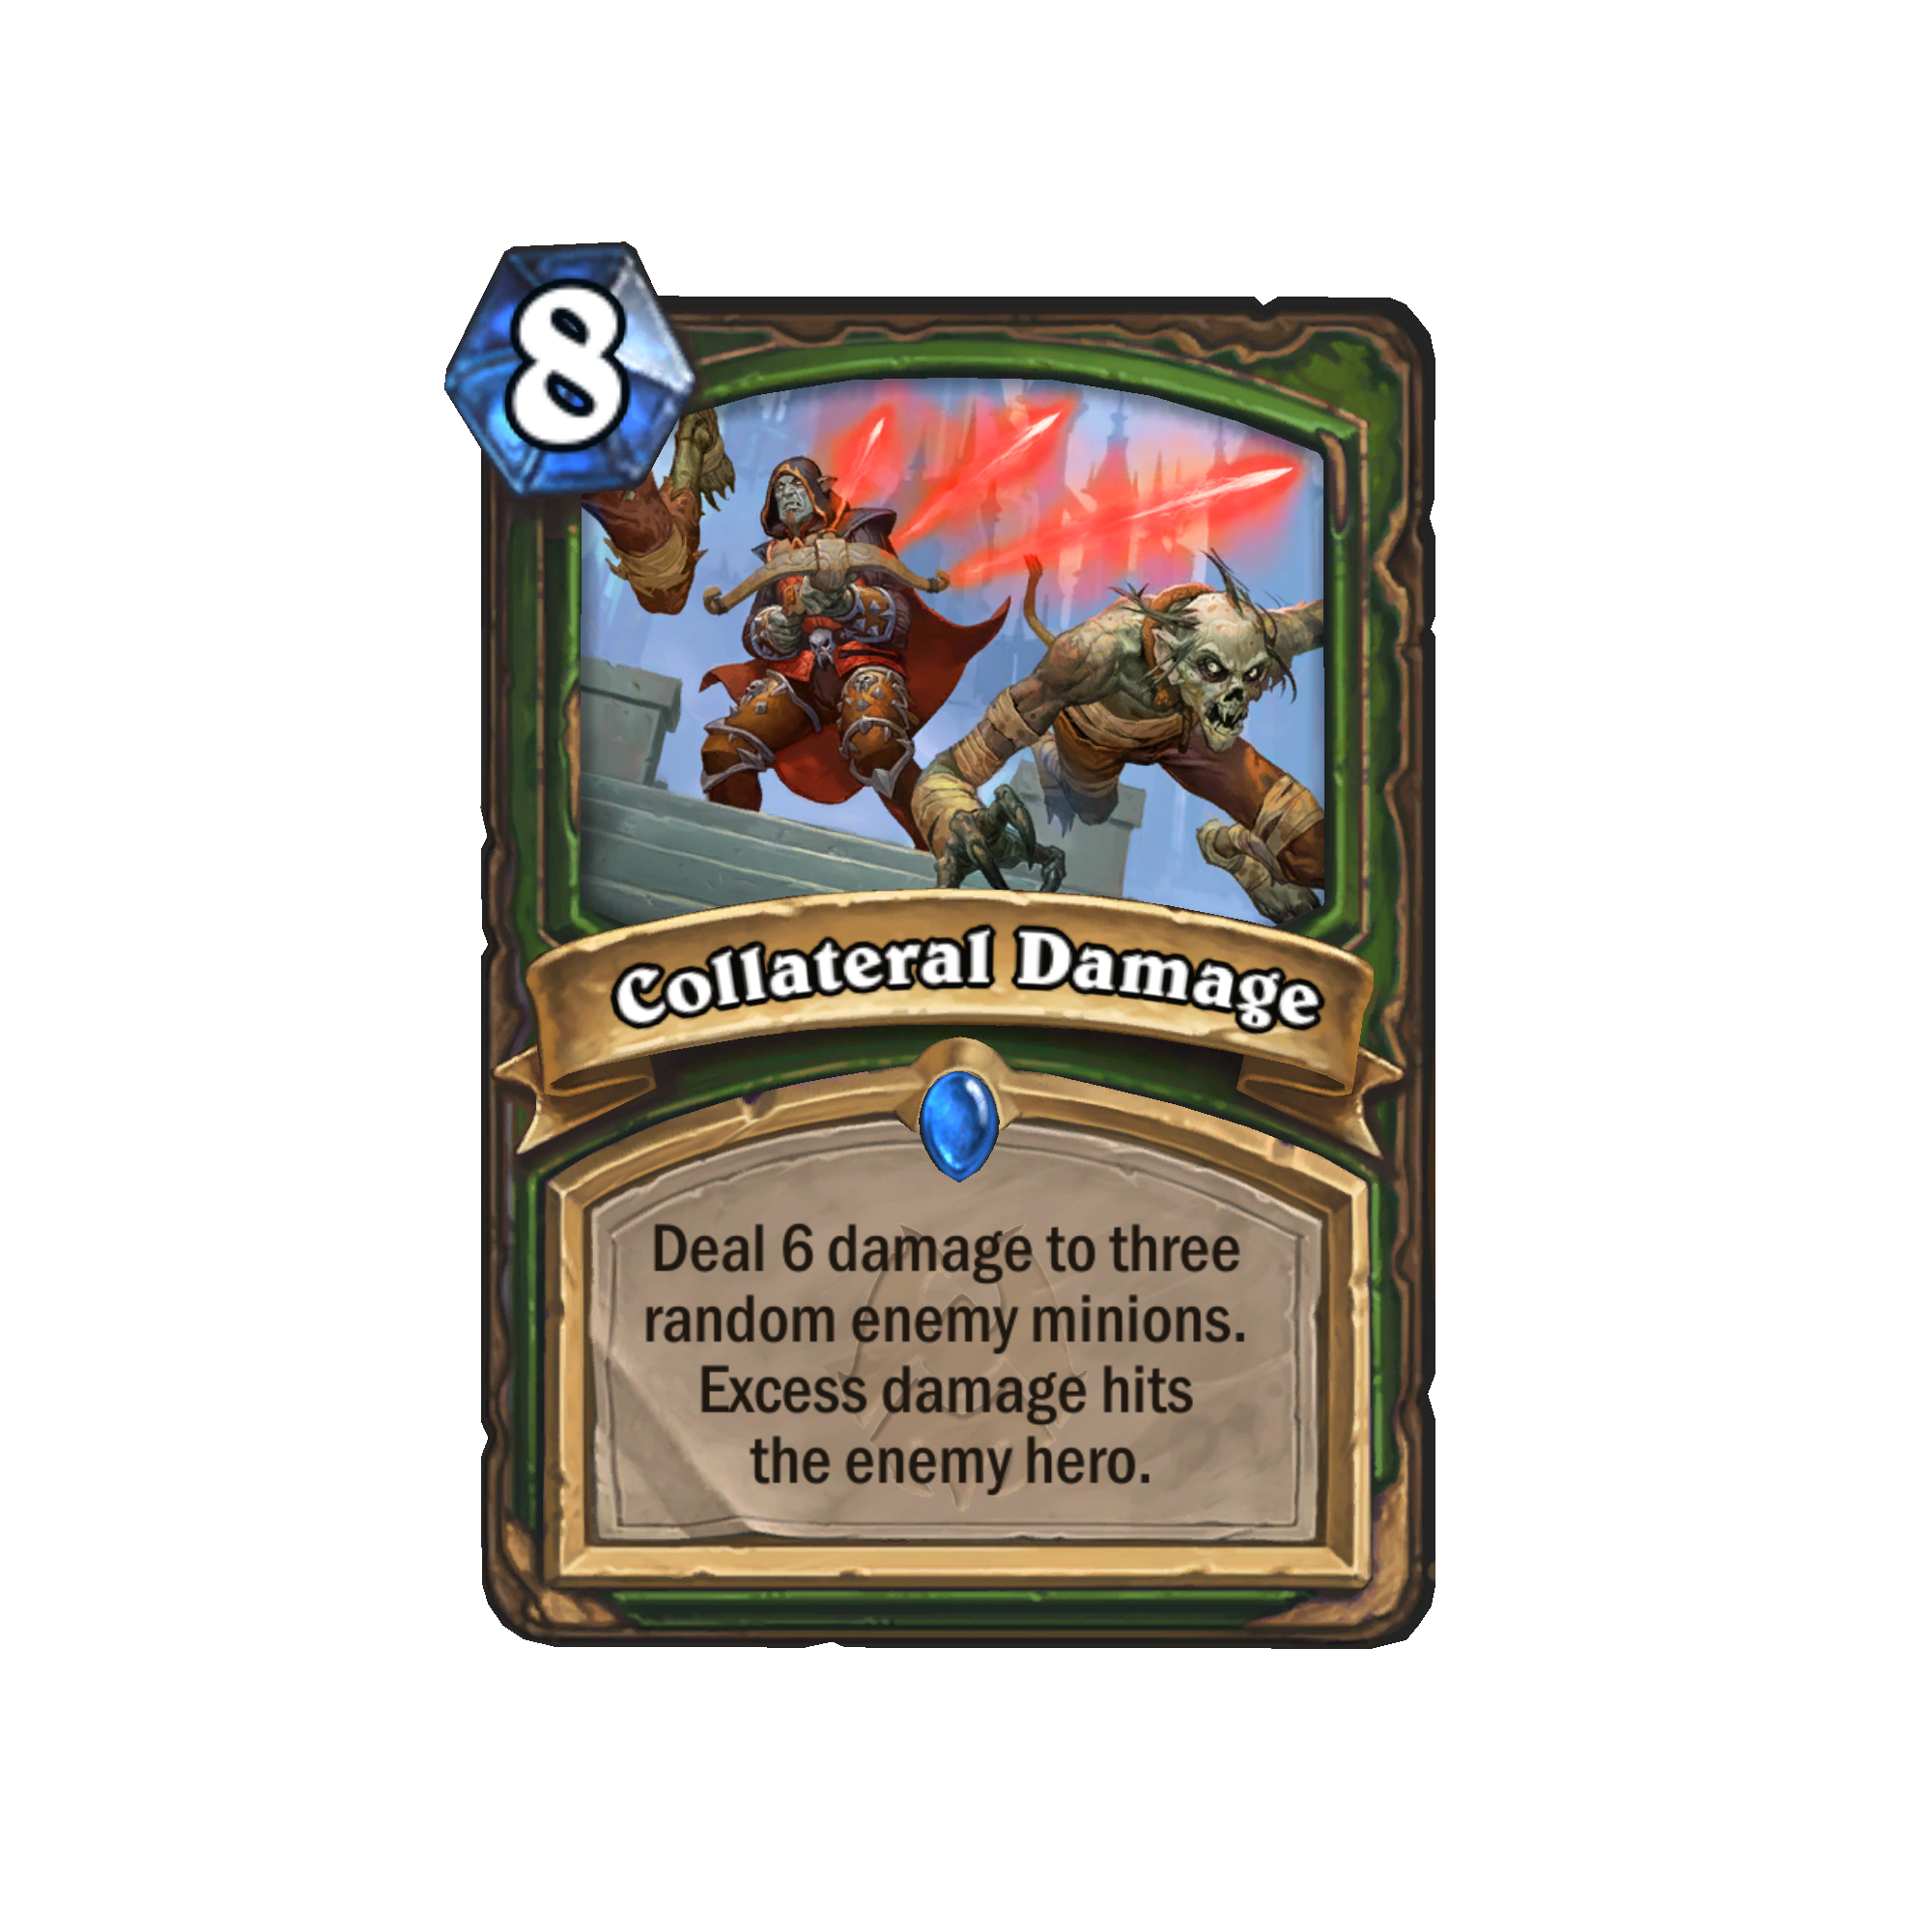 8
Collateral Damage
Deal 6 damage to three
random enemy minions.
Excess damage hits
the enemy hero.